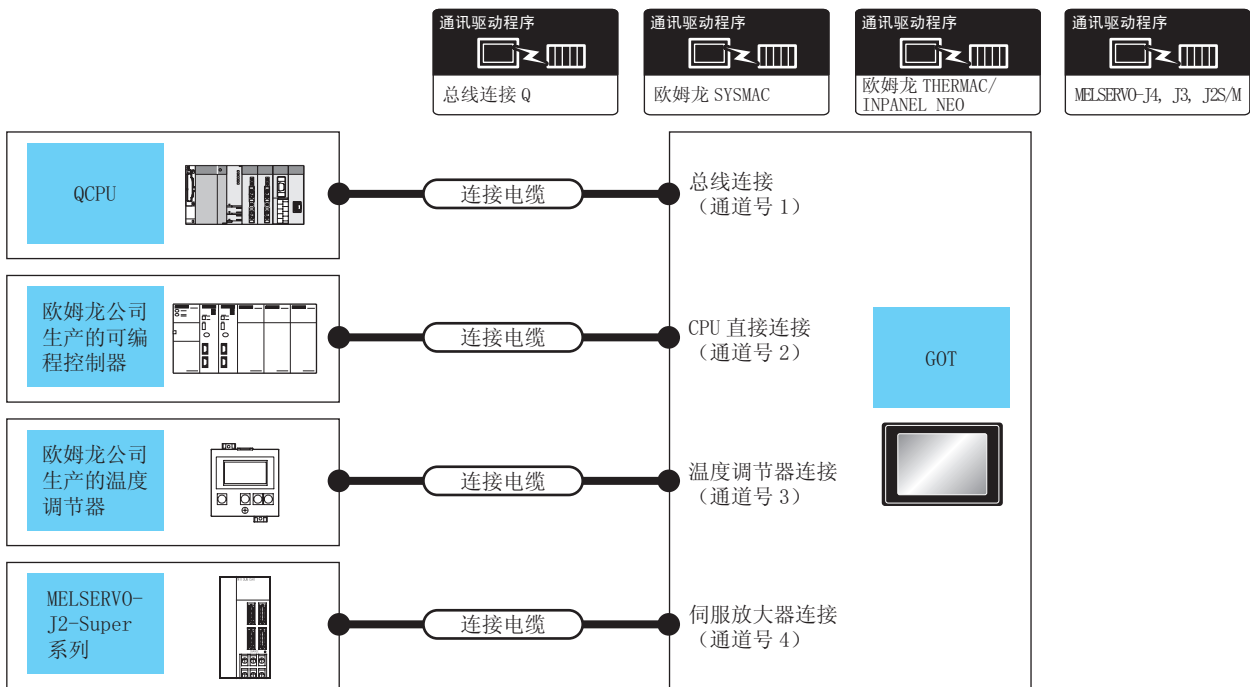 通讯驱动程序
总线连接 Q
通讯驱动程序
欧姆龙 SYSMAC
通讯驱动程序
欧姆龙 THERMAC/
INPANEL NEO
通讯驱动程序
MELSERVO-J4, J3, J2S/M
QCPU
连接电缆
总线连接
（通道号 1）
欧姆龙公司
生产的可编
程控制器
连接电缆
CPU 直接连接
（通道号 2）
GOT
欧姆龙公司
生产的温度
调节器
连接电缆
温度调节器连接
（通道号 3）
MELSERVO-
J2-Super
系列
连接电缆
伺服放大器连接
（通道号 4）